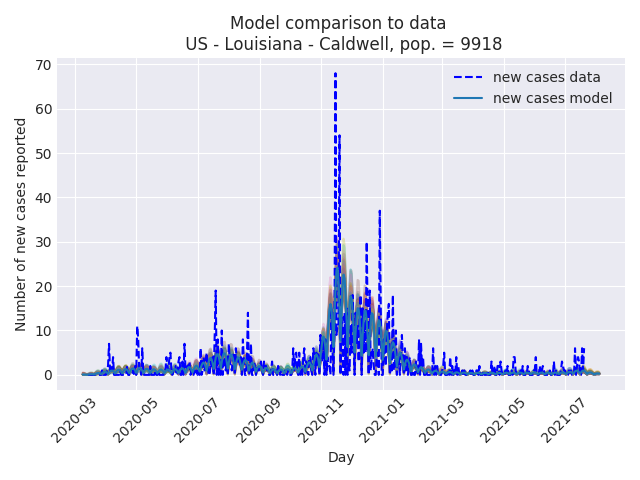 Model comparison to data
US - Louisiana - Caldwell, pop. = 9918
new cases data
new cases model
Number of new cases reported
70
60
50
40
30
20
10
0
2020-03
2020-05
2020-07
2020-09
2020-11
2021-01
2021-03
2021-05
2021-07
Day